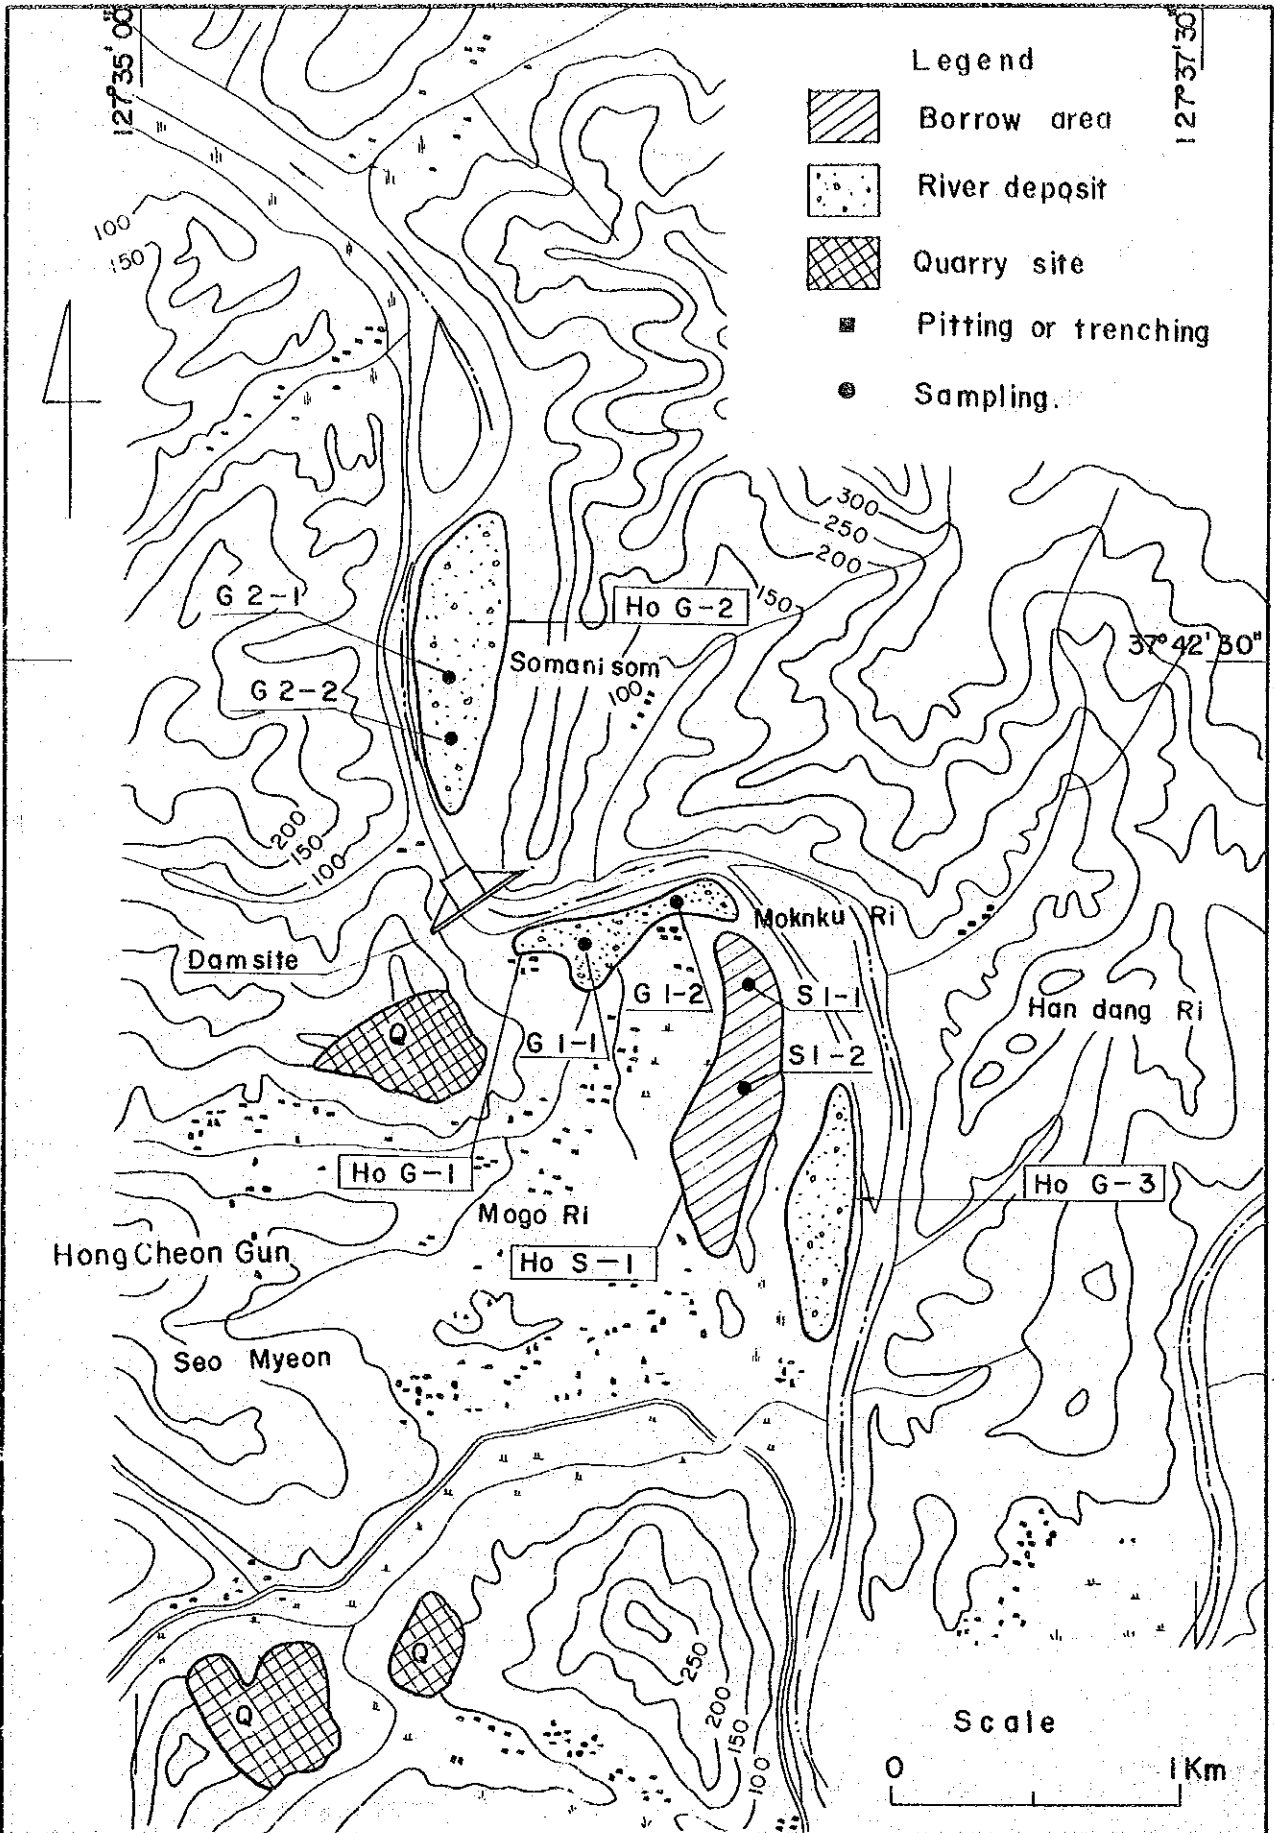 127°35'00"
127°37'30"
Legend
Borrow area
River deposit
Quarry site
Pitting or trenching
Sampling.
100
150
300
250
200
150
G 2-1
Ho G-2
37°42'30"
Somanisom
G 2-2
100
200
150
100
Moknku Ri
Damsite
G 1-2
S1-1
Han dang Ri
Q
G 1-1
S1-2
Ho G-1
Ho G-3
Mogo Ri
Hong Cheon Gun
Ho S-1
Seo Myeon
Q
250
Q
200
150
100
Scale
0 1Km